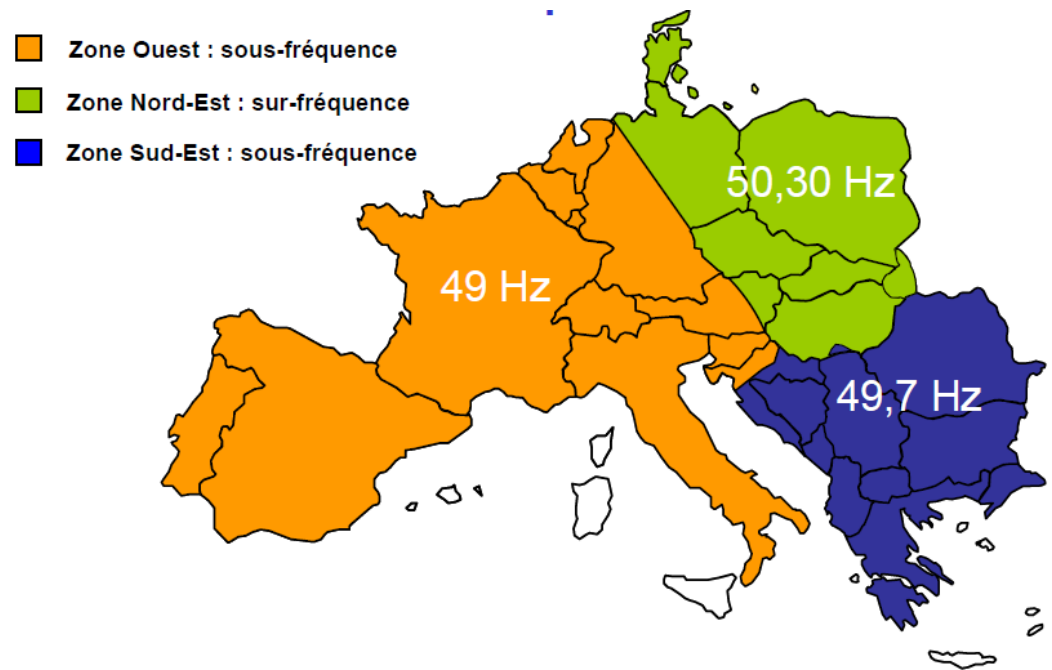 Zone Ouest : sous-fréquence
Zone Nord-Est : sur-fréquence
Zone Sud-Est : sous-fréquence
50,30 Hz
49 Hz
49,7 Hz